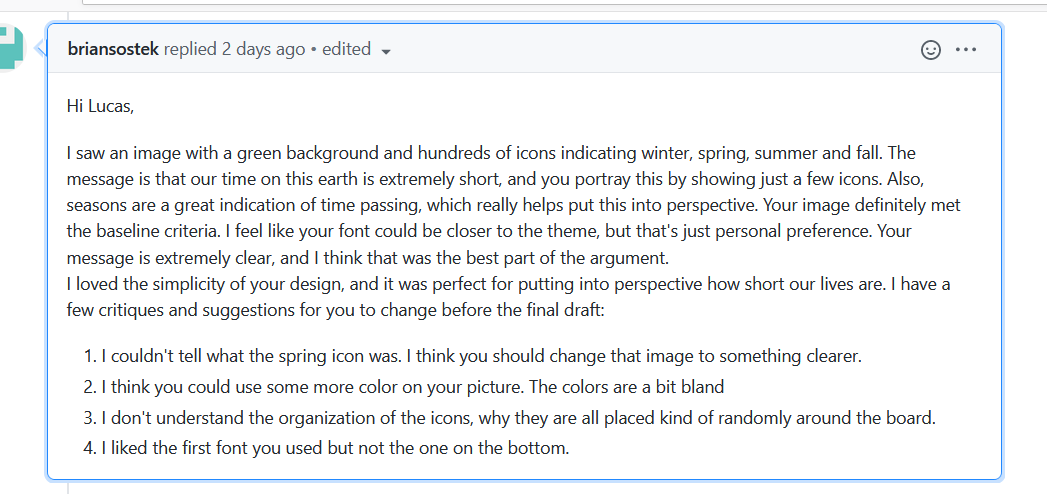 briansostek replied 2 days ago • edited
Hi Lucas,
I saw an image with a green background and hundreds of icons indicating winter, spring, summer and fall. The
message is that our time on this earth is extremely short, and you portray this by showing just a few icons. Also,
seasons are a great indication of time passing, which really helps put this into perspective. Your image definitely met
the baseline criteria. I feel like your font could be closer to the theme, but that's just personal preference. Your
message is extremely clear, and I think that was the best part of the argument.
I loved the simplicity of your design, and it was perfect for putting into perspective how short our lives are. I have a
few critiques and suggestions for you to change before the final draft:
1. I couldn't tell what the spring icon was. I think you should change that image to something clearer.
2. I think you could use some more color on your picture. The colors are a bit bland
3. I don't understand the organization of the icons, why they are all placed kind of randomly around the board.
4. I liked the first font you used but not the one on the bottom.